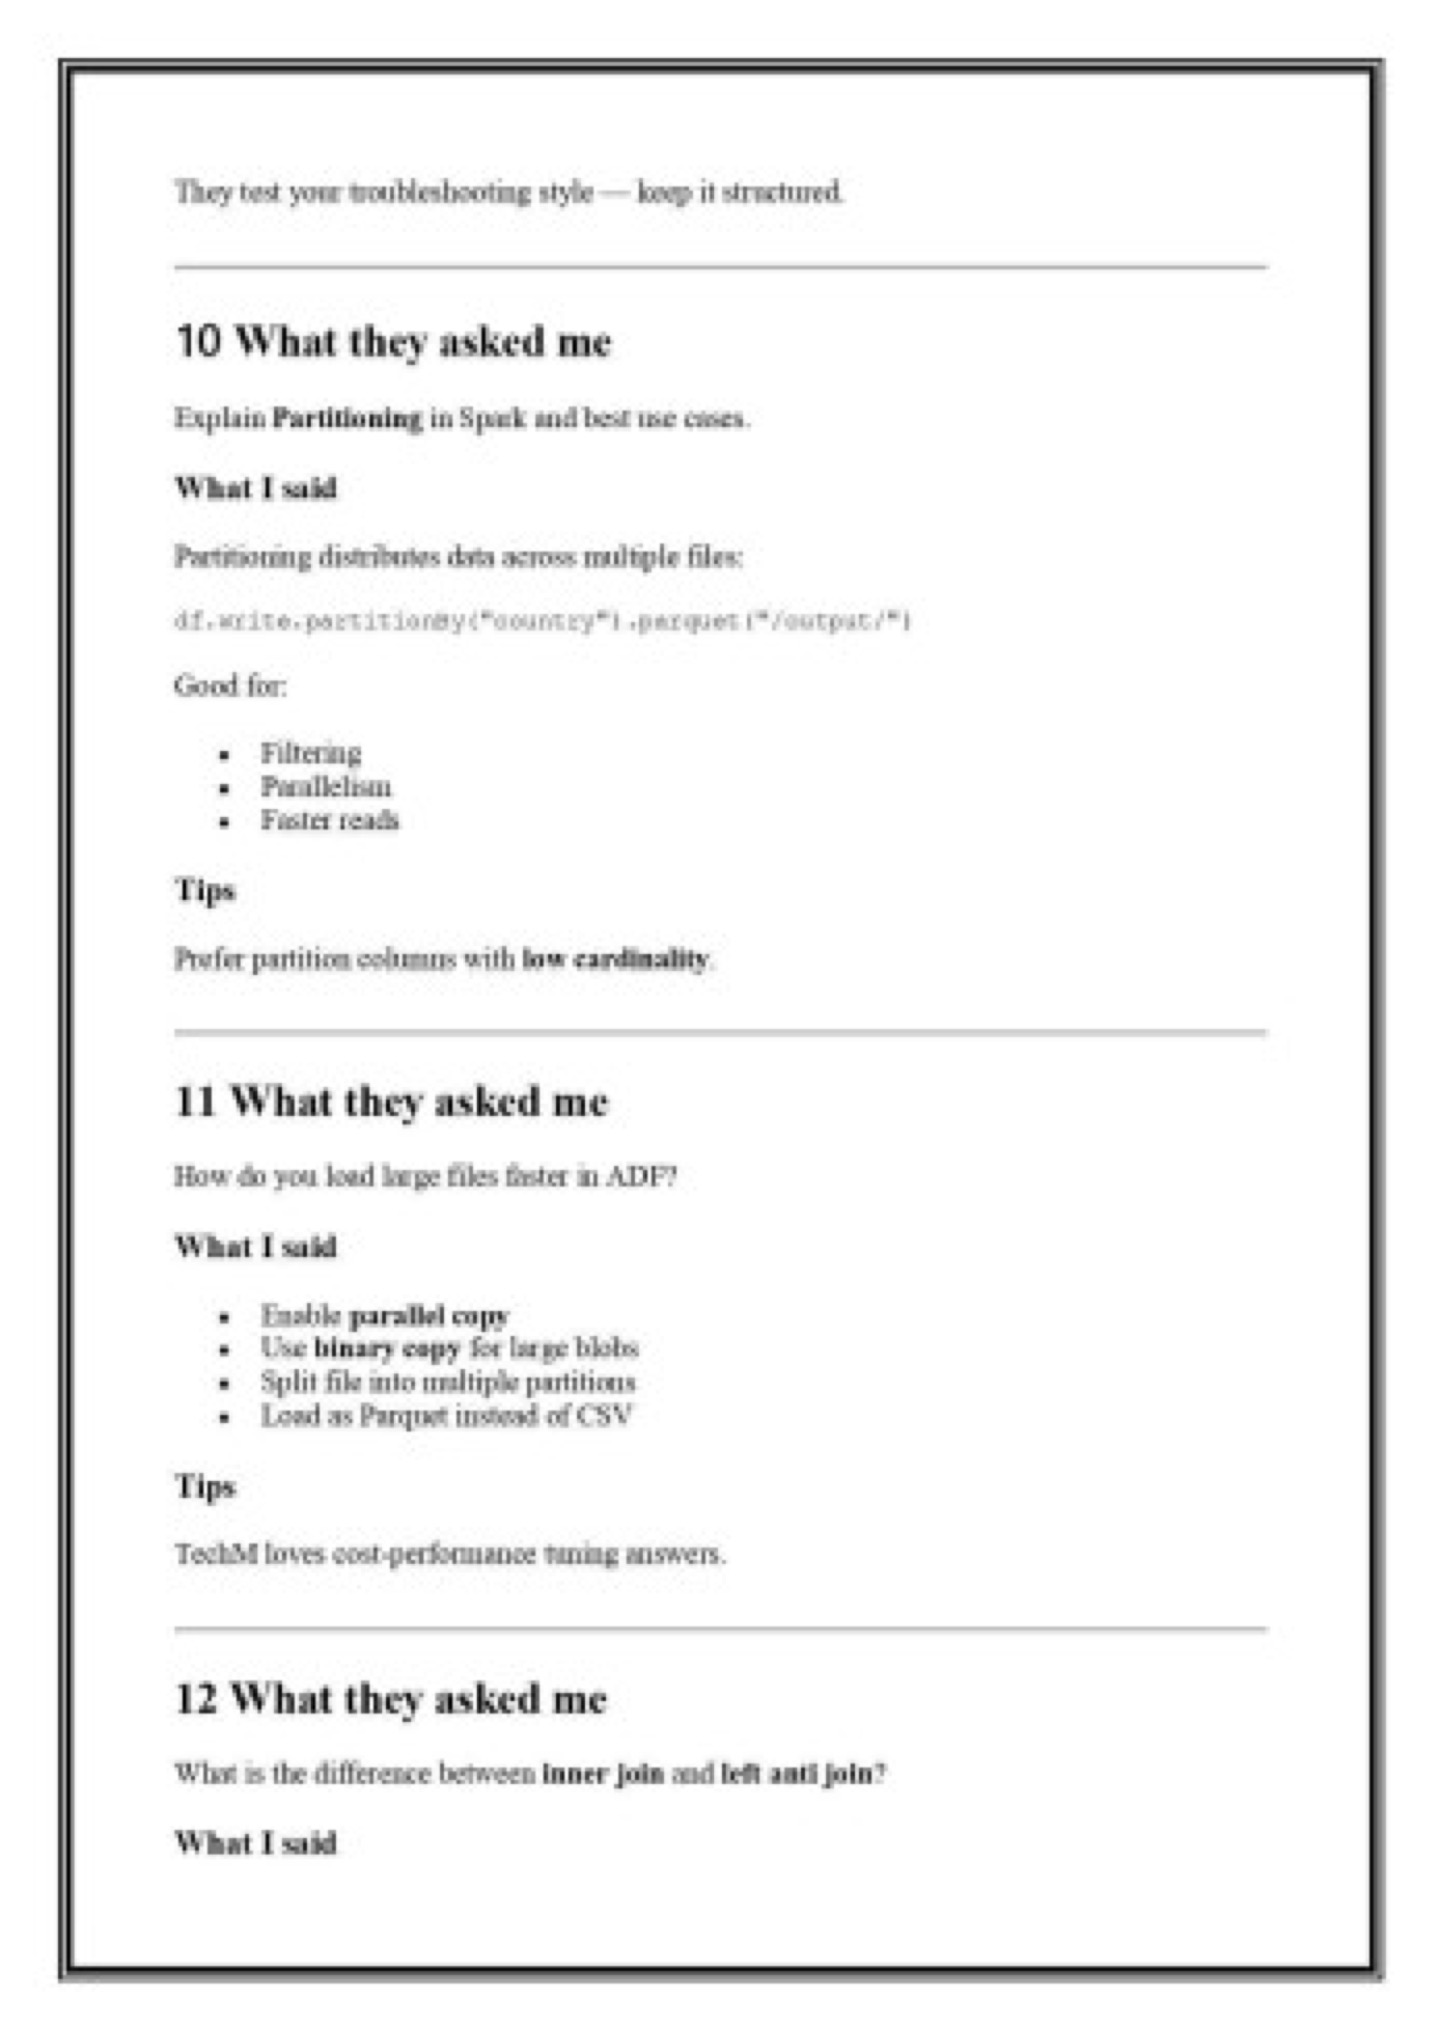 They test your troubleshooting style — keep it structured.
10 What they asked me
Explain Partitioning in Spark and best use cases.
What I said
Partitioning distributes data across multiple files:
df.write.partitionBy("country").parquet("/output/")
Good for:
• Filtering
• Parallelism
• Faster reads
Tips
Prefer partition columns with low cardinality.
11 What they asked me
How do you load large files faster in ADF?
What I said
• Enable parallel copy
• Use binary copy for large blobs
• Split file into multiple partitions
• Load as Parquet instead of CSV
Tips
TechM loves cost-performance tuning answers.
12 What they asked me
What is the difference between inner join and left anti join?
What I said